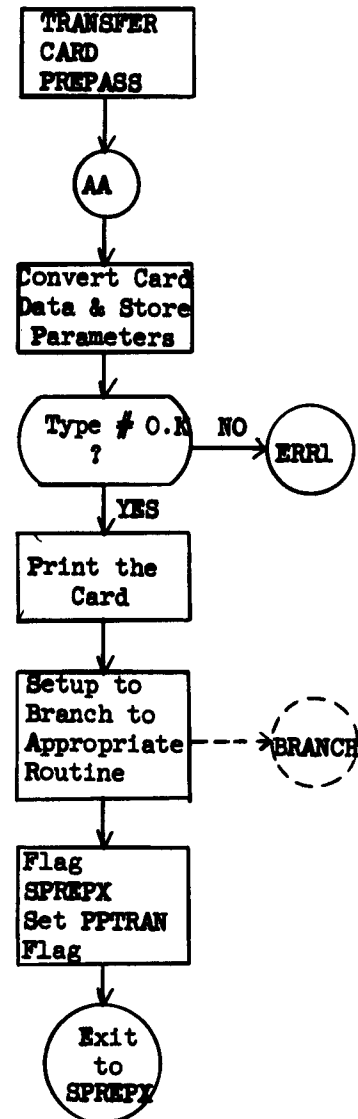 TRANSFER
CARD
PREPASS
AA
Convert Card
Data & Store
Parameters
Type # O.K
?
NO
ERR1
YES
Print the
Card
Setup to
Branch to
Appropriate
Routine
BRANCH
Flag
SPREPX
Set PPTRAN
Flag
Exit
to
SPREPX